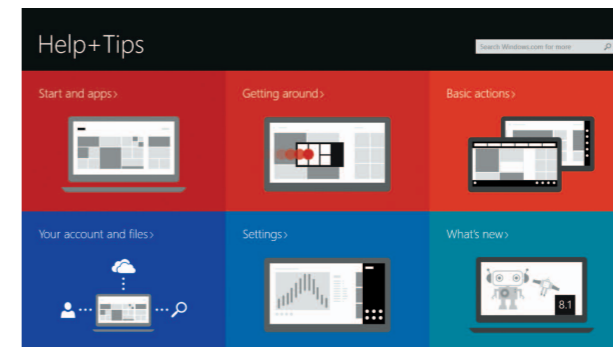 Help+Tips
Search Windows.com for more
Start and apps>
Getting around>
Basic actions>
Your account and files>
Settings>
What's new>
8.1